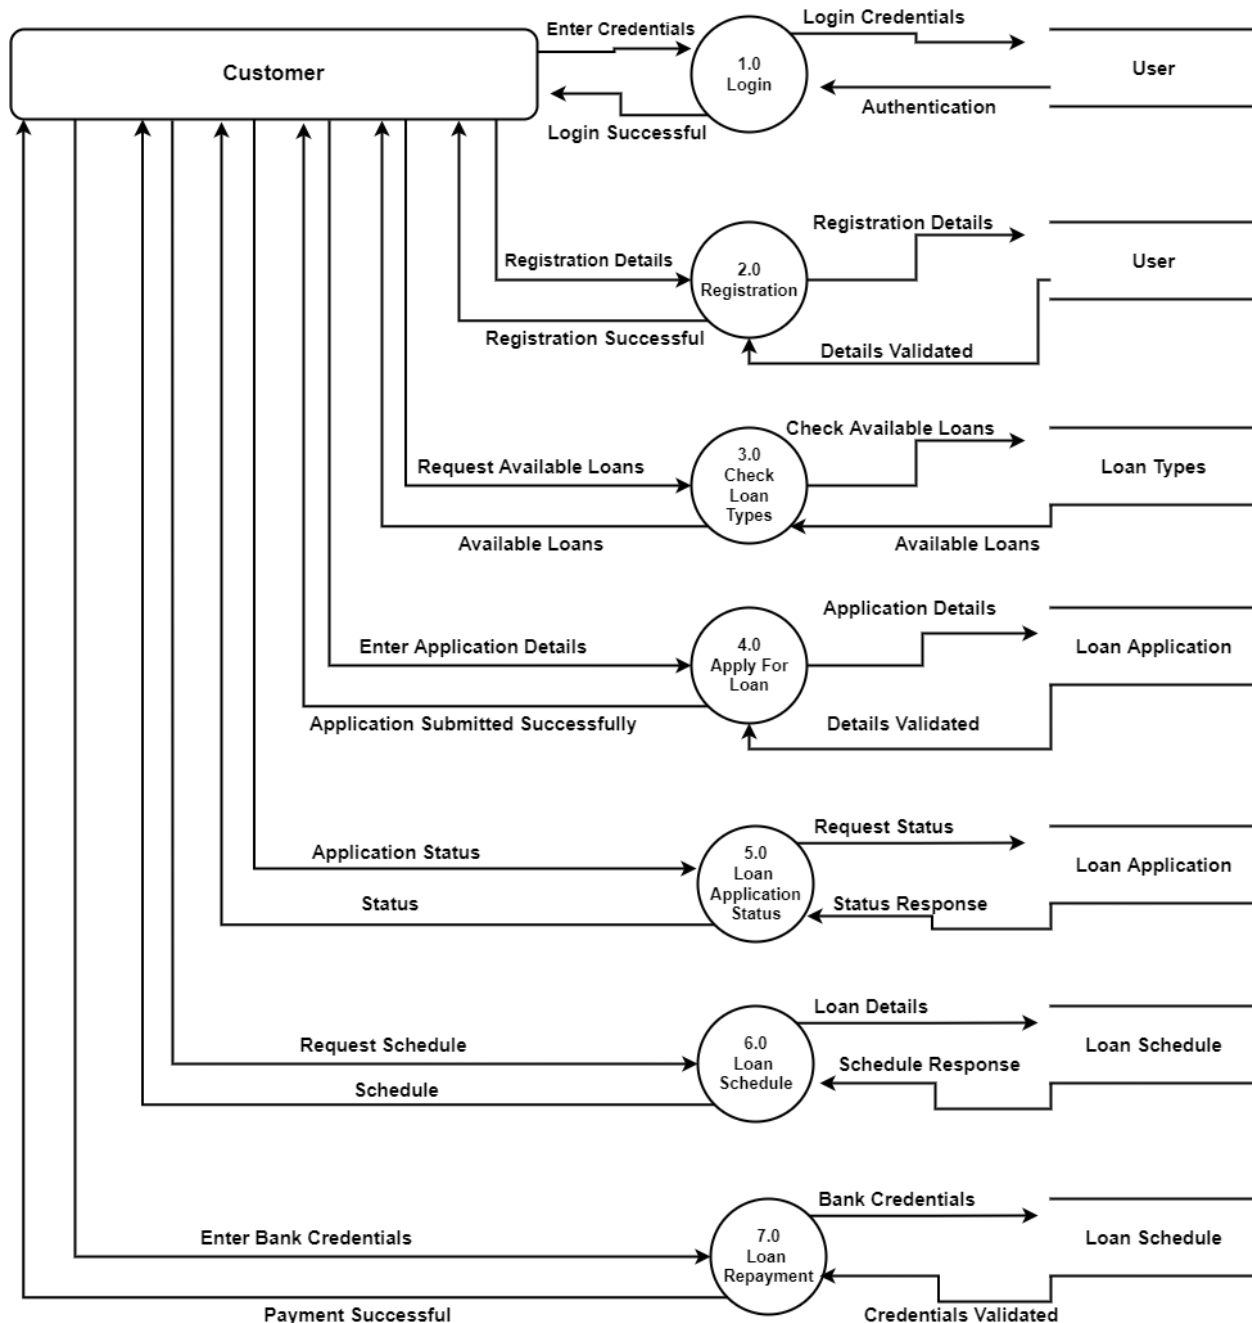 Enter Credentials
Login Credentials
Customer
1.0
Login
User
Authentication
Login Successful
Registration Details
Registration Details
2.0
Registration
User
Registration Successful
Details Validated
Check Available Loans
Request Available Loans
3.0
Check
Loan
Types
Loan Types
Available Loans
Available Loans
Application Details
Enter Application Details
4.0
Apply For
Loan
Loan Application
Application Submitted Successfully
Details Validated
Request Status
Application Status
5.0
Loan
Application
Status
Loan Application
Status
Status Response
Loan Details
Request Schedule
6.0
Loan
Schedule
Loan Schedule
Schedule
Schedule Response
Bank Credentials
Enter Bank Credentials
7.0
Loan
Repayment
Loan Schedule
Payment Successful
Credentials Validated